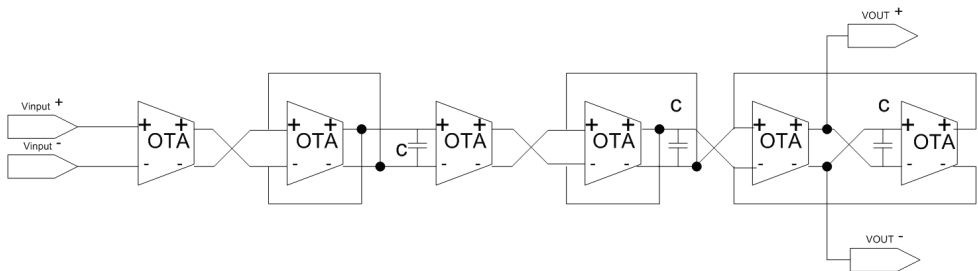 VOUT +
Vinput +
Vinput -
+ + OTA - -
+ + OTA - -
C
+ + OTA - -
+ + OTA - -
C
+ + OTA - -
C
+ + OTA - -
VOUT -